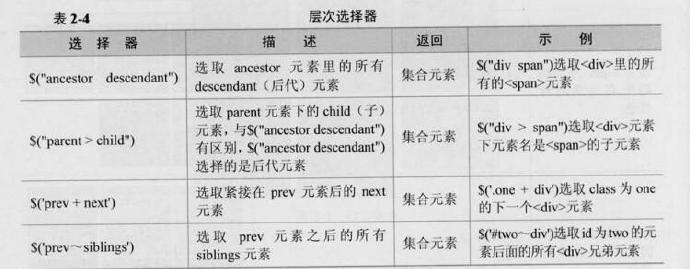 表 2-4 层次选择器
选 择 器 描 述 返回 示 例
$("ancestor descendant") 选取 ancestor 元素里的所有 descendant（后代）元素 集合元素 $("div span")选取<div>里的所有的<span>元素
$("parent > child") 选取 parent 元素下的 child（子）元素，与$("ancestor descendant")有区别，$("ancestor descendant")选择的是后代元素 集合元素 $("div > span")选取<div>元素下元素名是<span>的子元素
$('prev + next') 选取紧接在 prev 元素后的 next 元素 集合元素 $('.one + div')选取 class 为 one 的下一个<div>元素
$('prev～siblings') 选取 prev 元素之后的所有 siblings 元素 集合元素 $('#two～div')选取 id 为 two 的元素后面的所有<div>兄弟元素